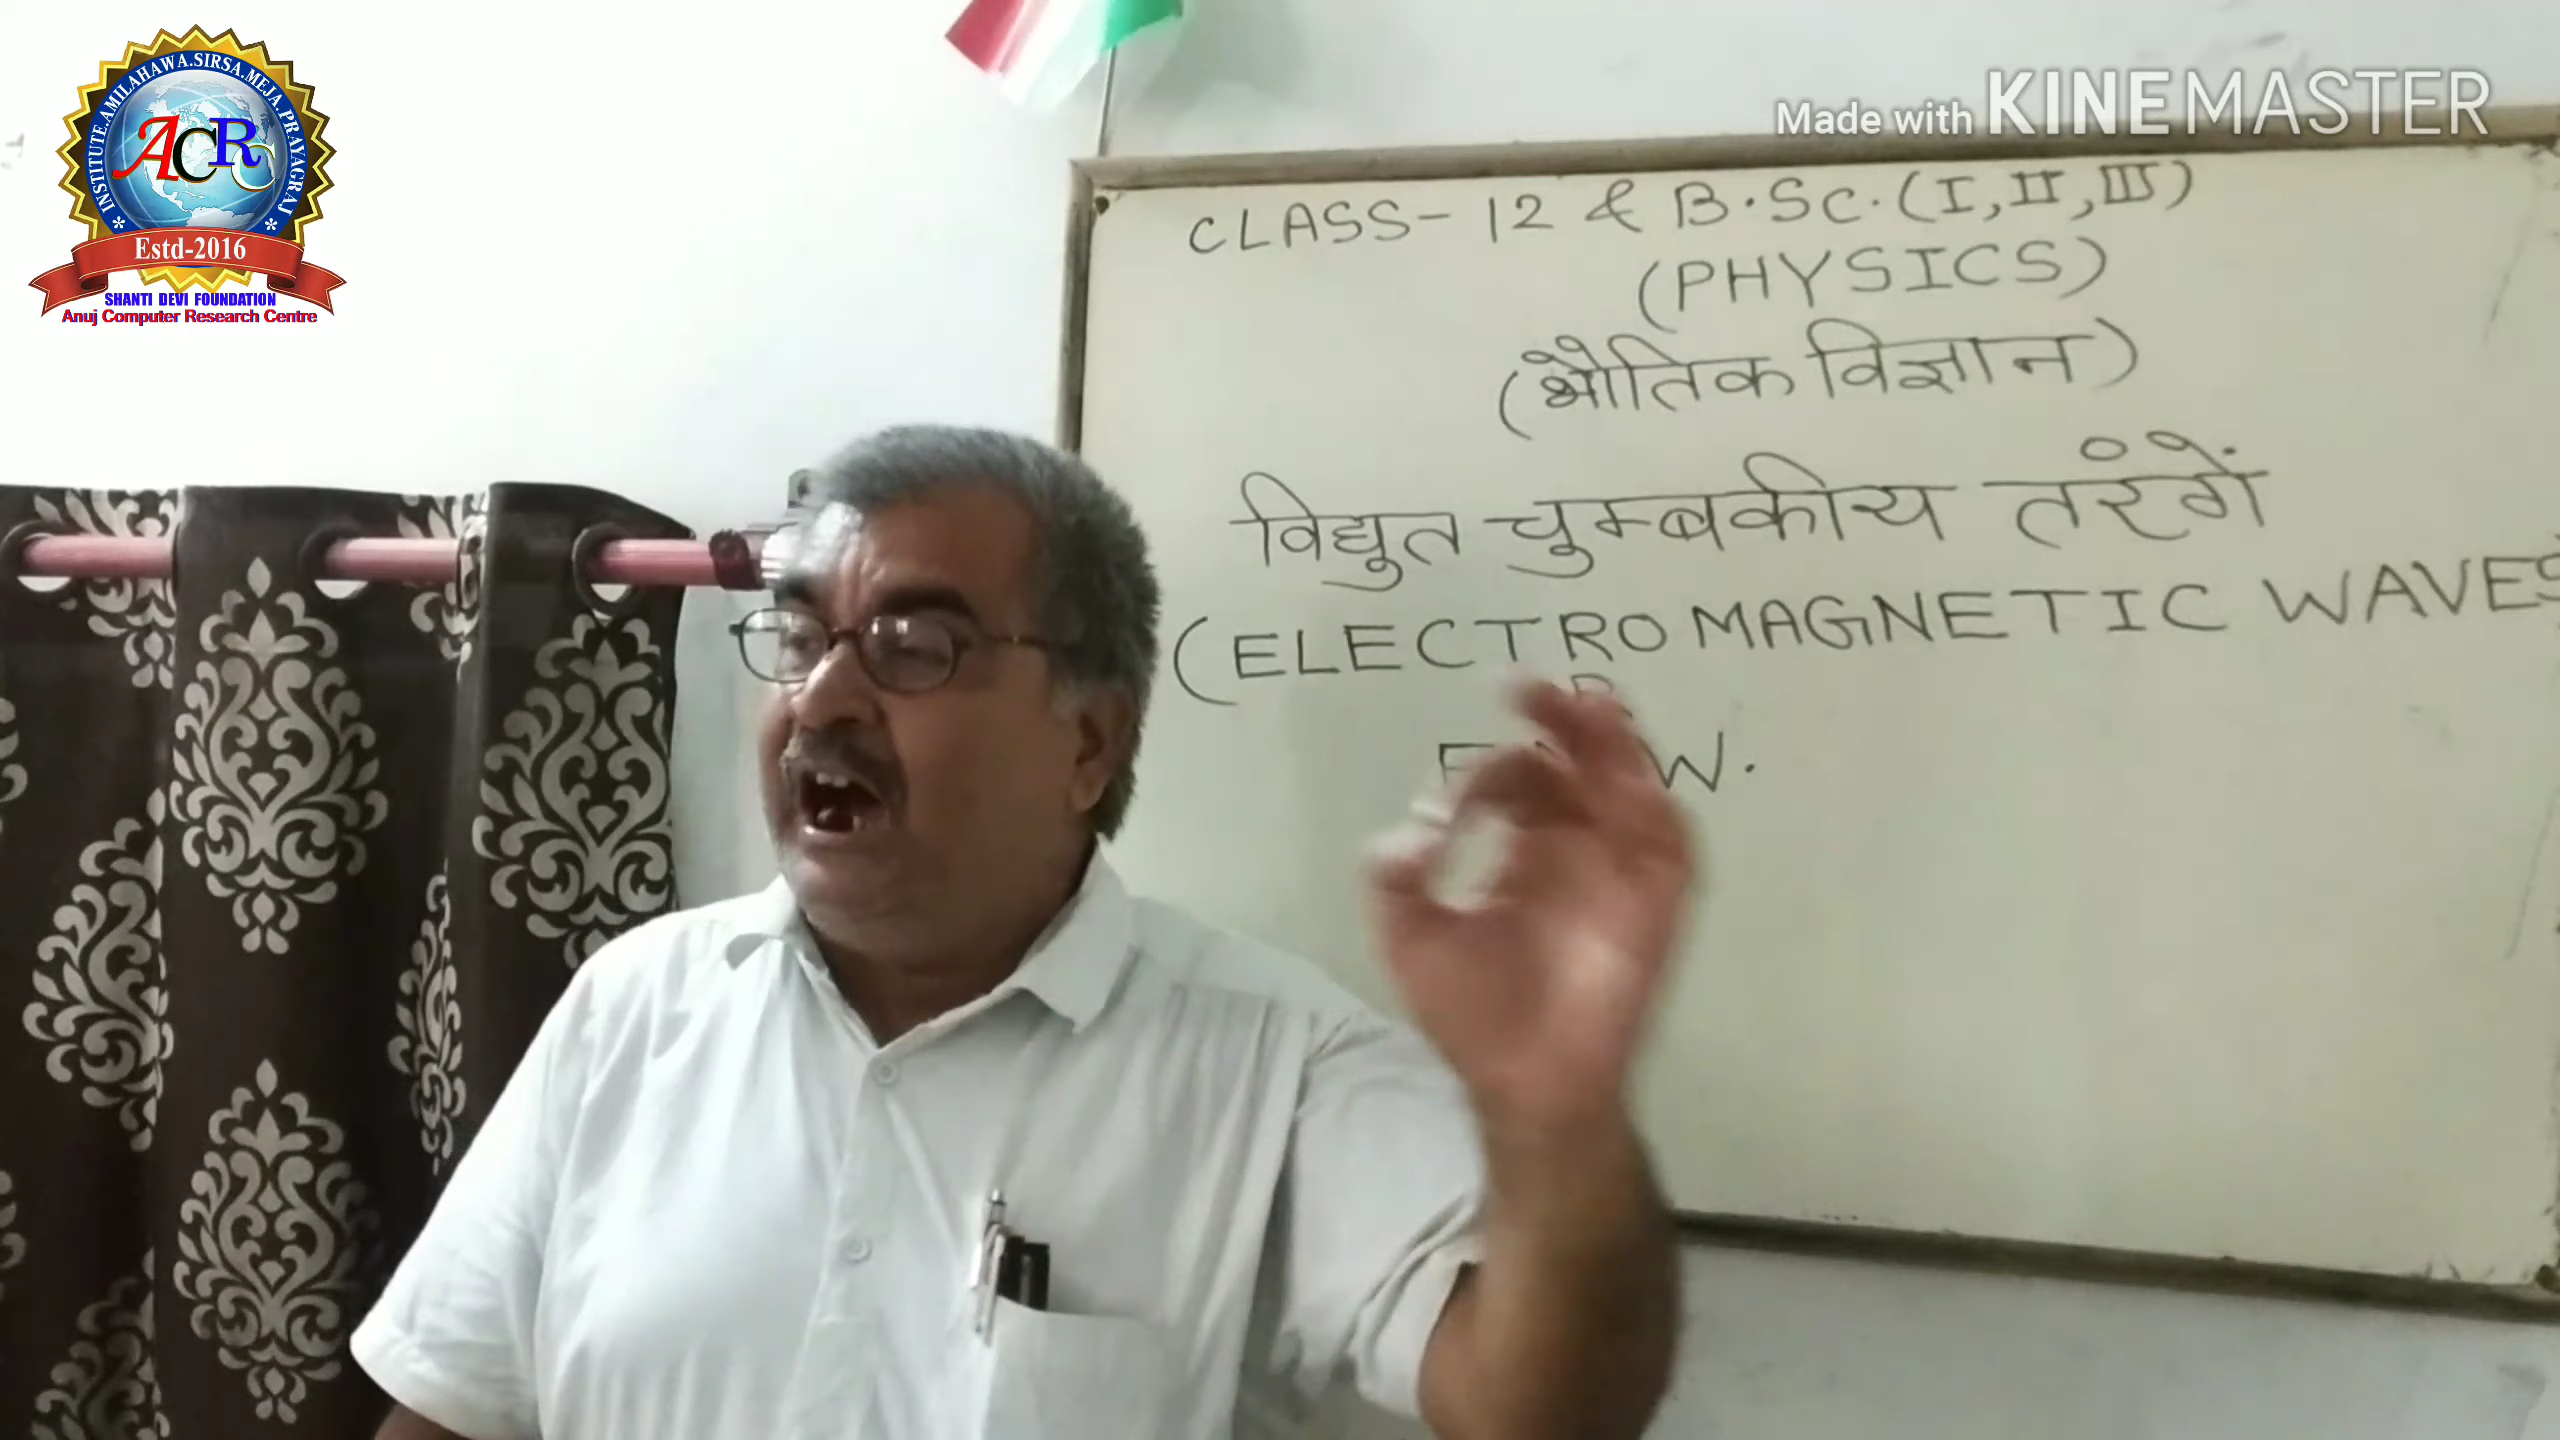 INSTITUTE.AMILAHAWA.SIRSA.MEJA.PRAYAGRAJ
ACRC
Estd-2016
SHANTI DEVI FOUNDATION
Anuj Computer Research Centre
Made with KINEMASTER
CLASS-12 & B.Sc.(I,II,III)
(PHYSICS)
(भौतिक विज्ञान)
विद्युत चुम्बकीय तरंगें
(ELECTROMAGNETIC WAVES
W.